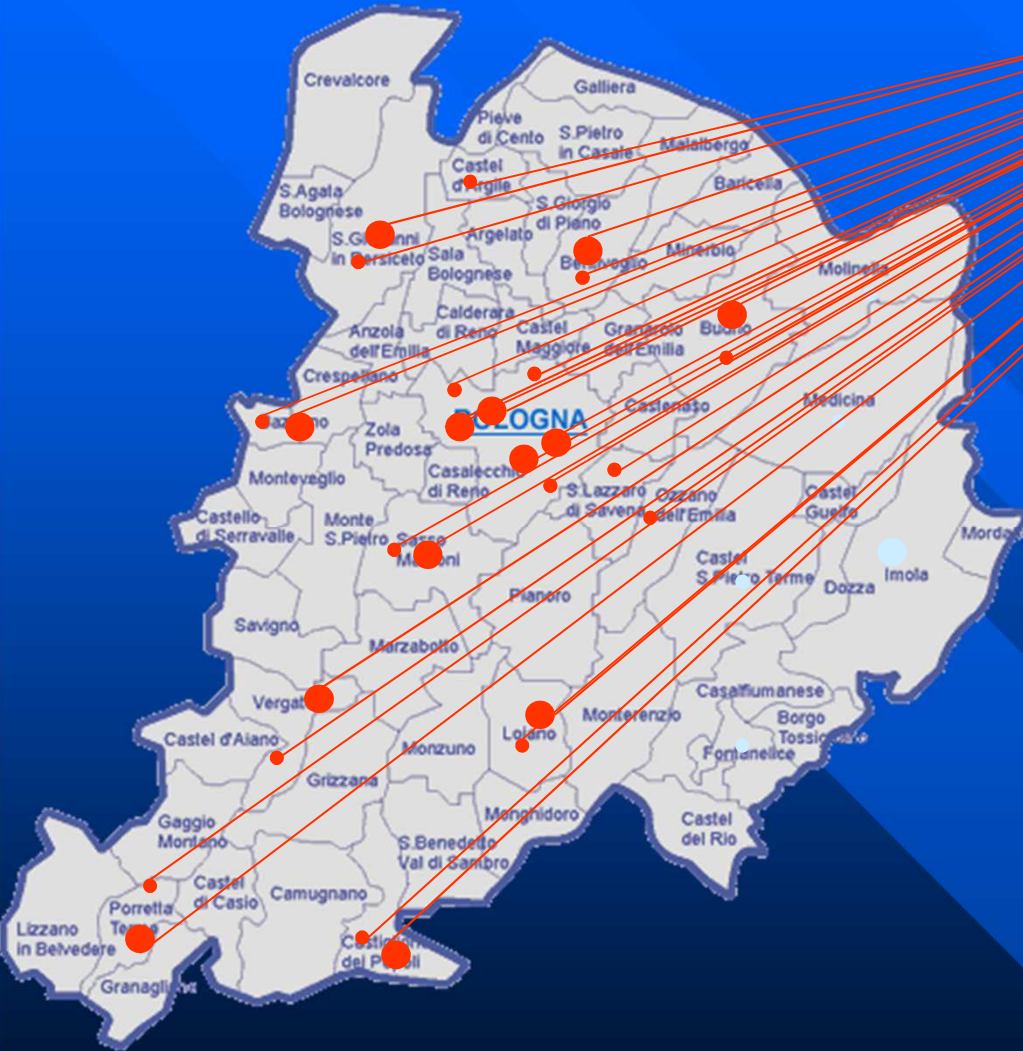 Crevalcore
Galliera
Pieve
di Cento
S.Pietro
in Casale
Malalbergo
Castel
d'Argile
Baricella
S.Agata
Bolognese
S.Giorgio
di Piano
Argelato
in Persiceto
Sala
Bolognese
Bentivoglio
Minerbio
Molinella
Calderara
di Reno
Anzola
dell'Emilia
Castel
Maggiore
Granarolo
dell'Emilia
Budrio
Crespellano
BOLOGNA
Castenaso
Medicina
Zola
Predosa
Casalecchio
di Reno
Monteveglio
S.Lazzaro
di Savena
Ozzano
dell'Emilia
Castel
Guelfo
Castello
di Serravalle
Monte
S.Pietro
Sasso
Castel
S.Pietro Terme
Imola
Dozza
Pianoro
Savigno
Marzabotto
Casalfiumanese
Borgo
Fontanelice
Monterenzio
Loiano
Castel d'Aiano
Monzuno
Grizzana
Monghidoro
Castel
del Rio
Gaggio
Montano
S.Benedetto
Val di Sambro
Castel
di Casio
Camugnano
Porretta
Terme
Lizzano
in Belvedere